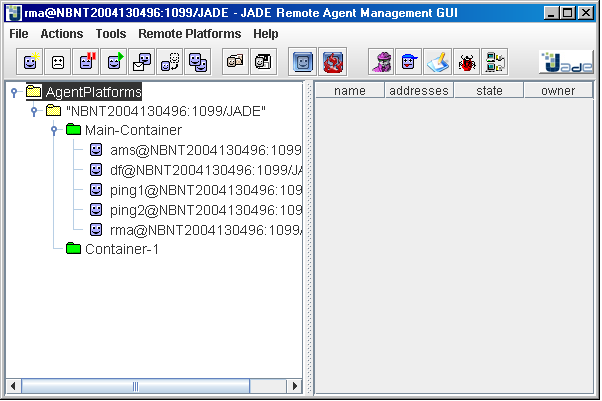 rma@NBNT2004130496:1099/JADE - JADE Remote Agent Management GUI
File Actions Tools Remote Platforms Help
Jade
AgentPlatforms
"NBNT2004130496:1099/JADE"
Main-Container
ams@NBNT2004130496:1099
df@NBNT2004130496:1099/JA
ping1@NBNT2004130496:109
ping2@NBNT2004130496:109
rma@NBNT2004130496:1099/
Container-1
name addresses state owner